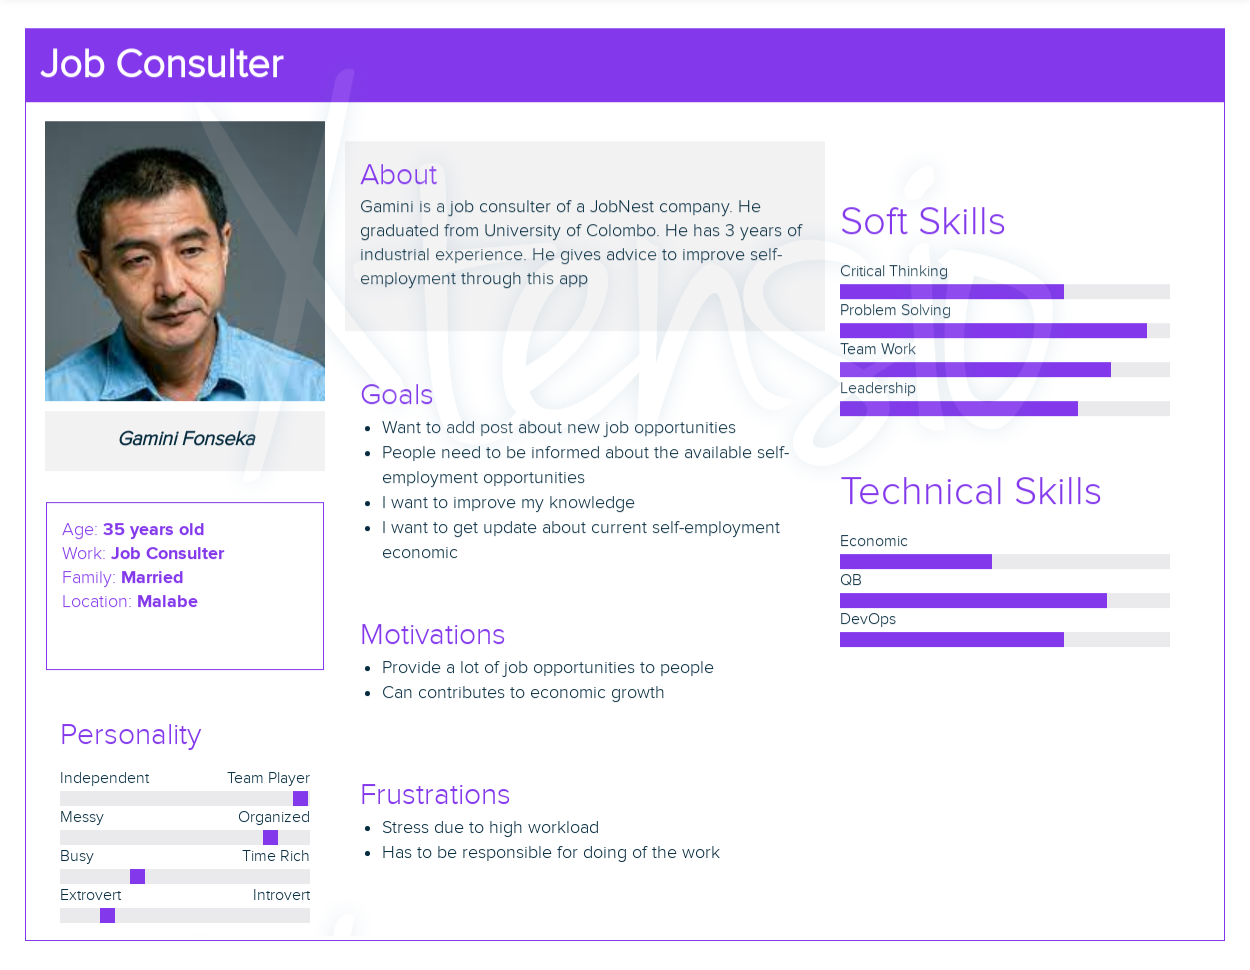 Job Consulter
Gamini Fonseka
Age: 35 years old
Work: Job Consulter
Family: Married
Location: Malabe
Personality
Independent Team Player
Messy Organized
Busy Time Rich
Extrovert Introvert
About
Gamini is a job consulter of a JobNest company. He
graduated from University of Colombo. He has 3 years of
industrial experience. He gives advice to improve self-
employment through this app
Goals
• Want to add post about new job opportunities
• People need to be informed about the available self-
employment opportunities
• I want to improve my knowledge
• I want to get update about current self-employment
economic
Motivations
• Provide a lot of job opportunities to people
• Can contributes to economic growth
Frustrations
• Stress due to high workload
• Has to be responsible for doing of the work
Soft Skills
Critical Thinking
Problem Solving
Team Work
Leadership
Technical Skills
Economic
QB
DevOps
Xtensio